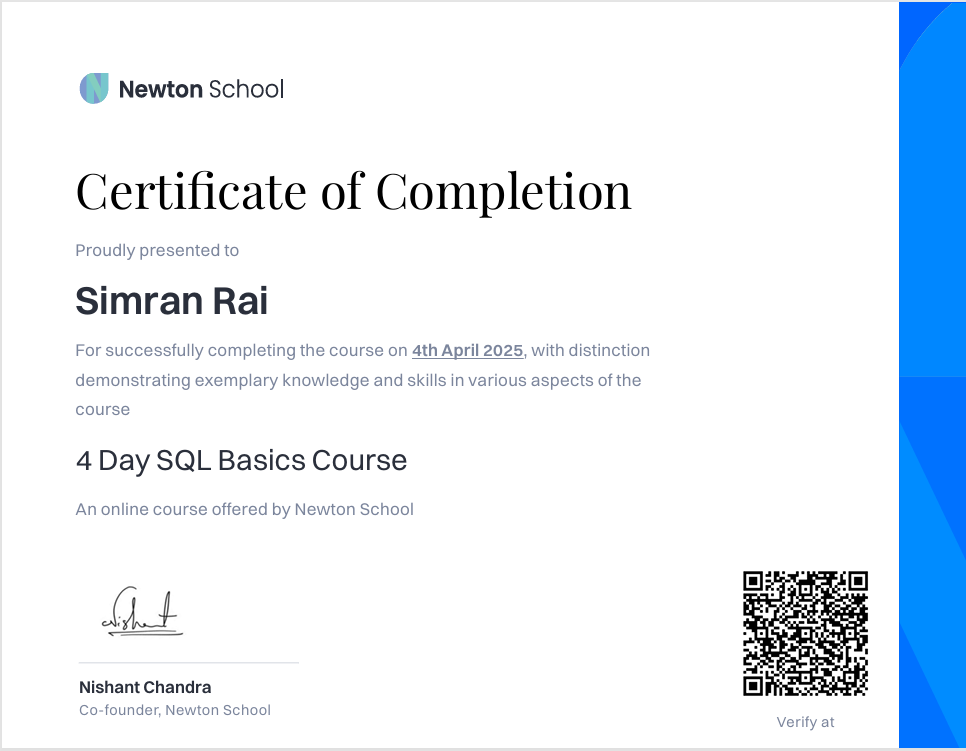 Newton School
Certificate of Completion
Proudly presented to
Simran Rai
For successfully completing the course on 4th April 2025, with distinction
demonstrating exemplary knowledge and skills in various aspects of the
course
4 Day SQL Basics Course
An online course offered by Newton School
Nishant
Nishant Chandra
Co-founder, Newton School
Verify at